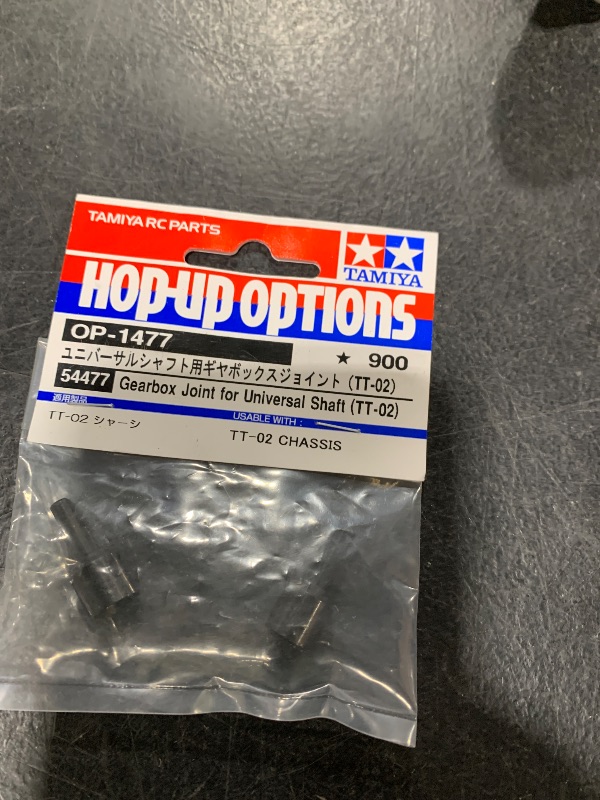 TAMIYA RC PARTS
TAMIYA
HOP-UP OPTIONS
OP-1477
★ 900
ユニバーサルシャフト用ギヤボックスジョイント (TT-02)
54477 Gearbox Joint for Universal Shaft (TT-02)
適用製品 USABLE WITH :
TT-02 シャーシ
TT-02 CHASSIS